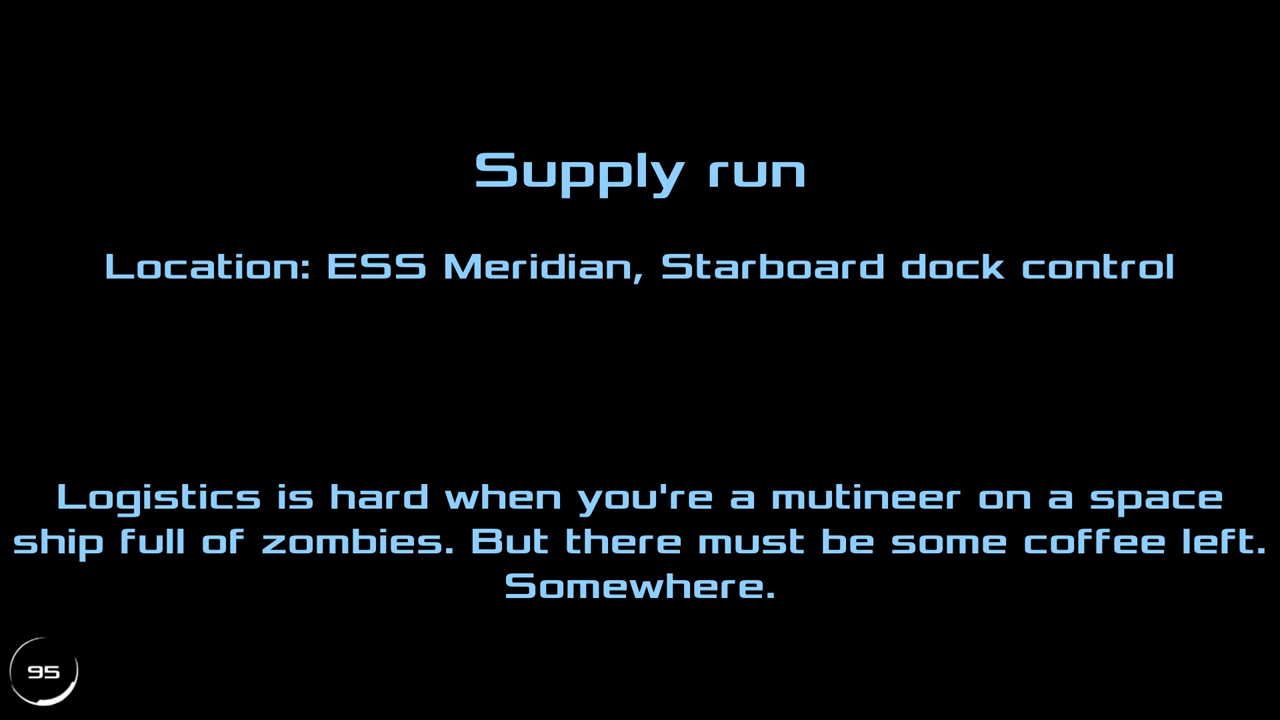 Supply run
Location: ESS Meridian, Starboard dock control
Logistics is hard when you're a mutineer on a space
ship full of zombies. But there must be some coffee left.
Somewhere.
95